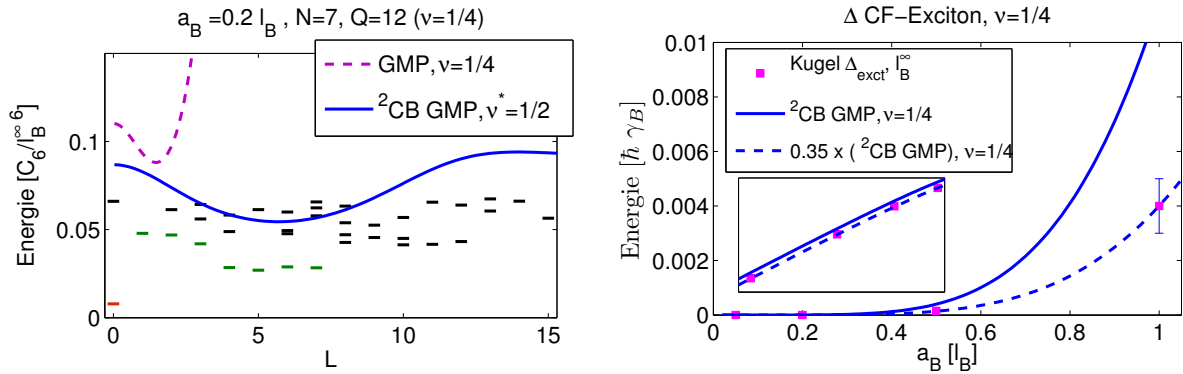 a_B=0.2 l_B , N=7, Q=12 (ν=1/4)
GMP, ν=1/4
²CB GMP, ν*=1/2
Energie [C_6/l_B^∞ 6]
0.1
0.05
0
0
5
10
15
L
Δ CF−Exciton, ν=1/4
Kugel Δ_exct, l_B^∞
²CB GMP, ν=1/4
0.35 x ( ²CB GMP), ν=1/4
Energie [ħ γ_B]
0.01
0.008
0.006
0.004
0.002
0
0
0.2
0.4
0.6
0.8
1
a_B [l_B]